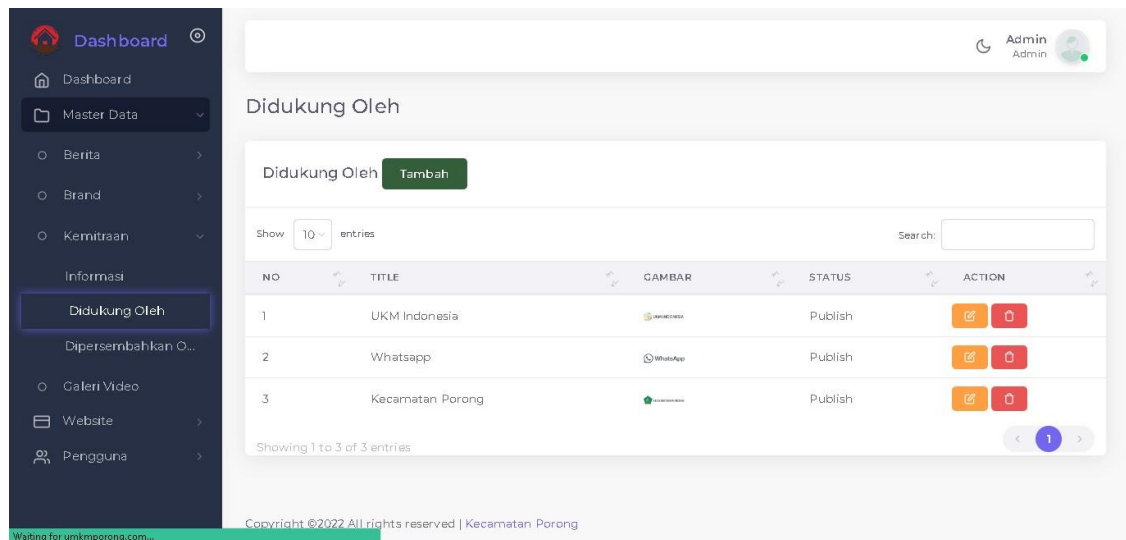 Dashboard
Admin
Admin
Dashboard
Master Data
Berita
Brand
Kemitraan
Informasi
Didukung Oleh
Dipersembahkan O...
Galeri Video
Website
Pengguna
Didukung Oleh
Didukung Oleh Tambah
Show 10 entries Search:
NO TITLE GAMBAR STATUS ACTION
1 UKM Indonesia Publish
2 Whatsapp WhatsApp Publish
3 Kecamatan Porong Publish
Showing 1 to 3 of 3 entries
1
Copyright ©2022 All rights reserved | Kecamatan Porong
Waiting for umkmporong.com...